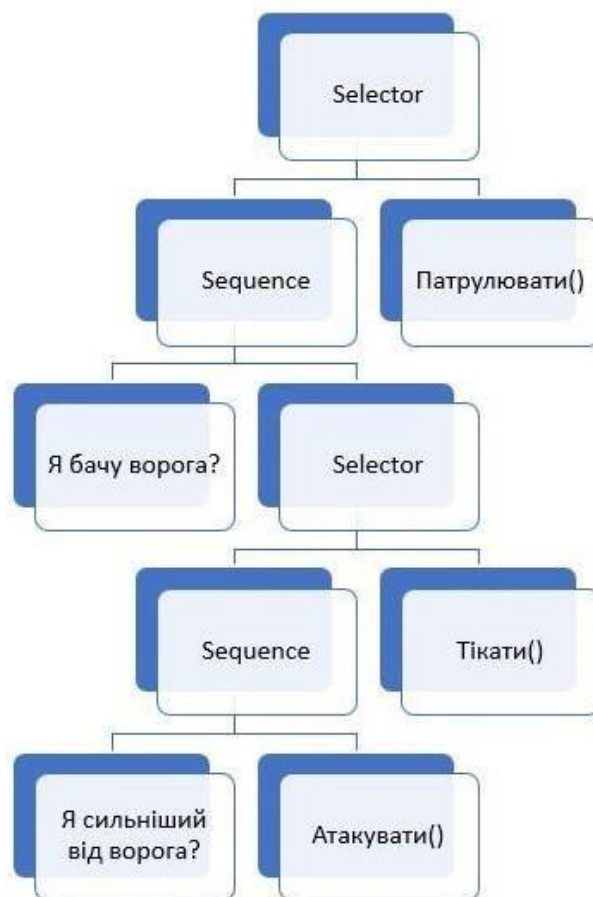 Selector
Sequence
Патрулювати()
Я бачу ворога?
Selector
Sequence
Тікати()
Я сильніший
від ворога?
Атакувати()